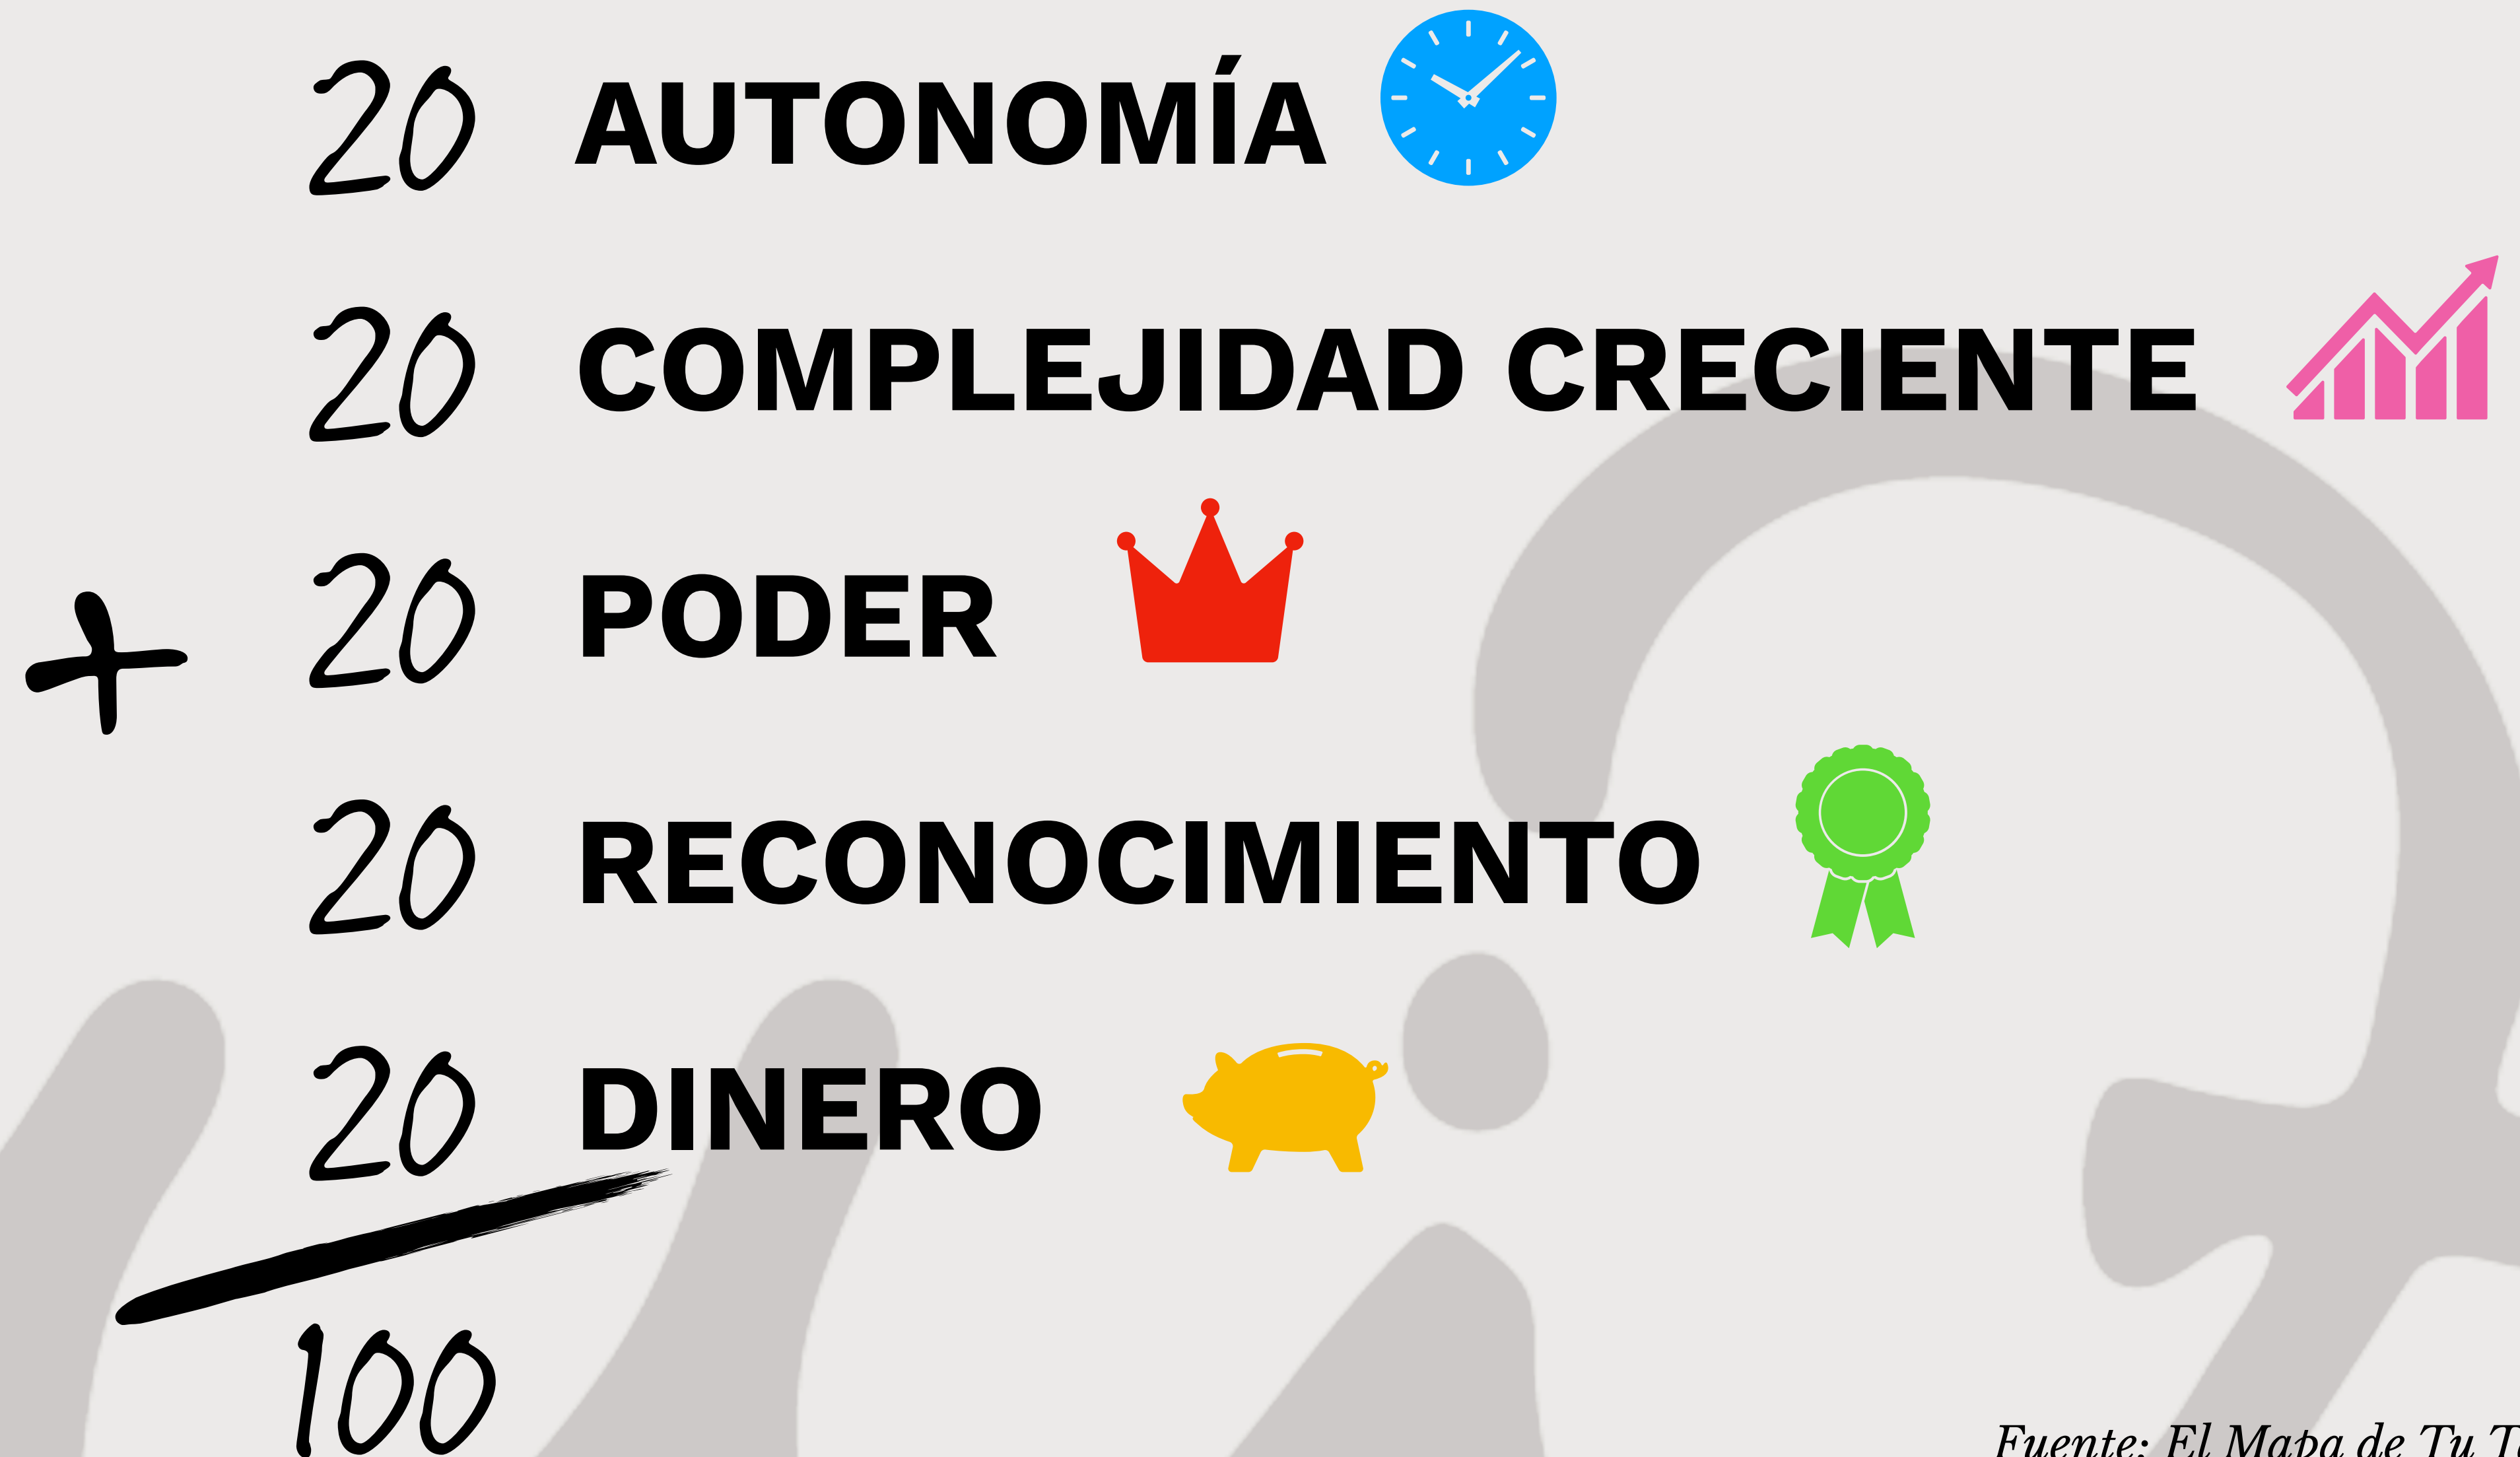 20 AUTONOMÍA
20 COMPLEJIDAD CRECIENTE
+ 20 PODER
20 RECONOCIMIENTO
20 DINERO
100
Fuente: El Mapa de Tu